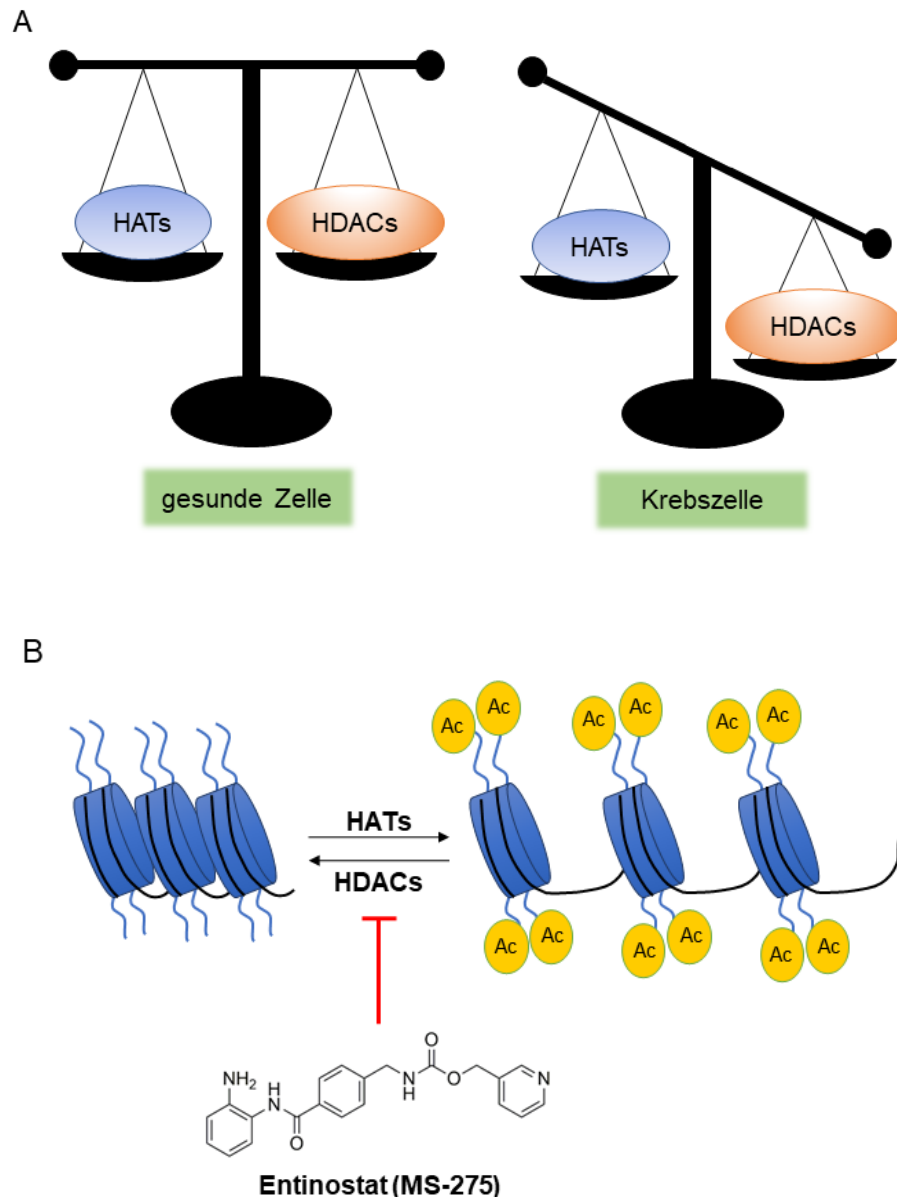 A
HATs
HDACs
HATs
HDACs
gesunde Zelle
Krebszelle
B
Ac
Ac
Ac
Ac
Ac
Ac
HATs
HDACs
Ac
Ac
Ac
Ac
Ac
Ac
NH₂
H
N
O
N
H
O
O
N
Entinostat (MS-275)